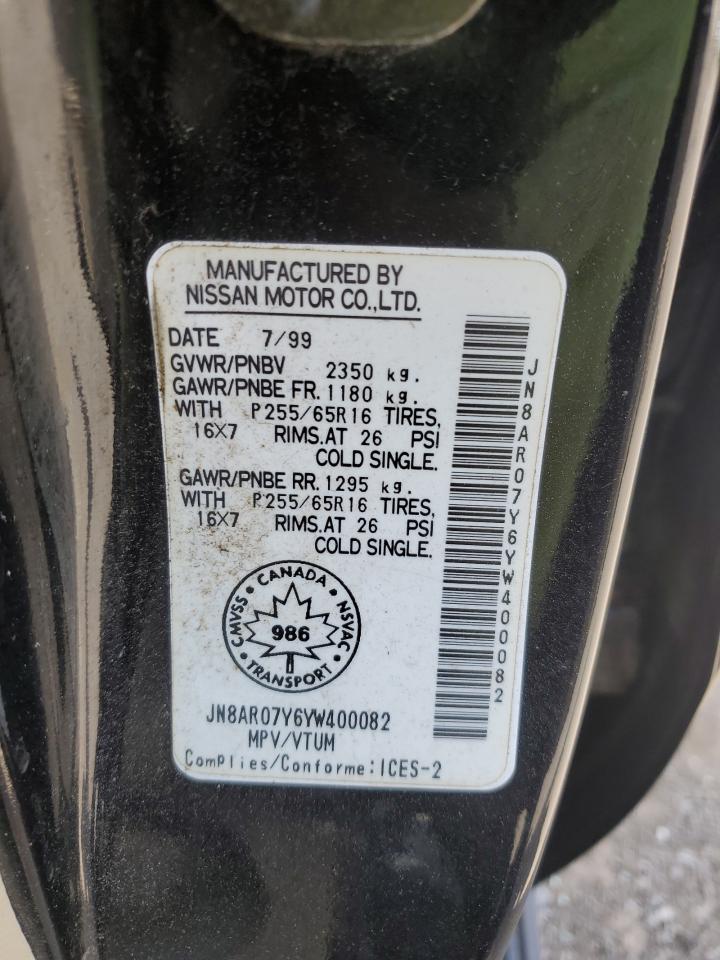 MANUFACTURED BY
NISSAN MOTOR CO.,LTD.
DATE 7/99
GVWR/PNBV 2350 kg.
GAWR/PNBE FR. 1180 kg.
WITH P255/65R16 TIRES,
16X7 RIMS.AT 26 PSI
COLD SINGLE.
GAWR/PNBE RR. 1295 kg.
WITH P255/65R16 TIRES,
16X7 RIMS.AT 26 PSI
COLD SINGLE.
JN8AR07Y6YW400082
CANADA
CMVSS 986 NSVAC
TRANSPORT
JN8AR07Y6YW400082
MPV/VTUM
Complies/Conforme:ICES-2